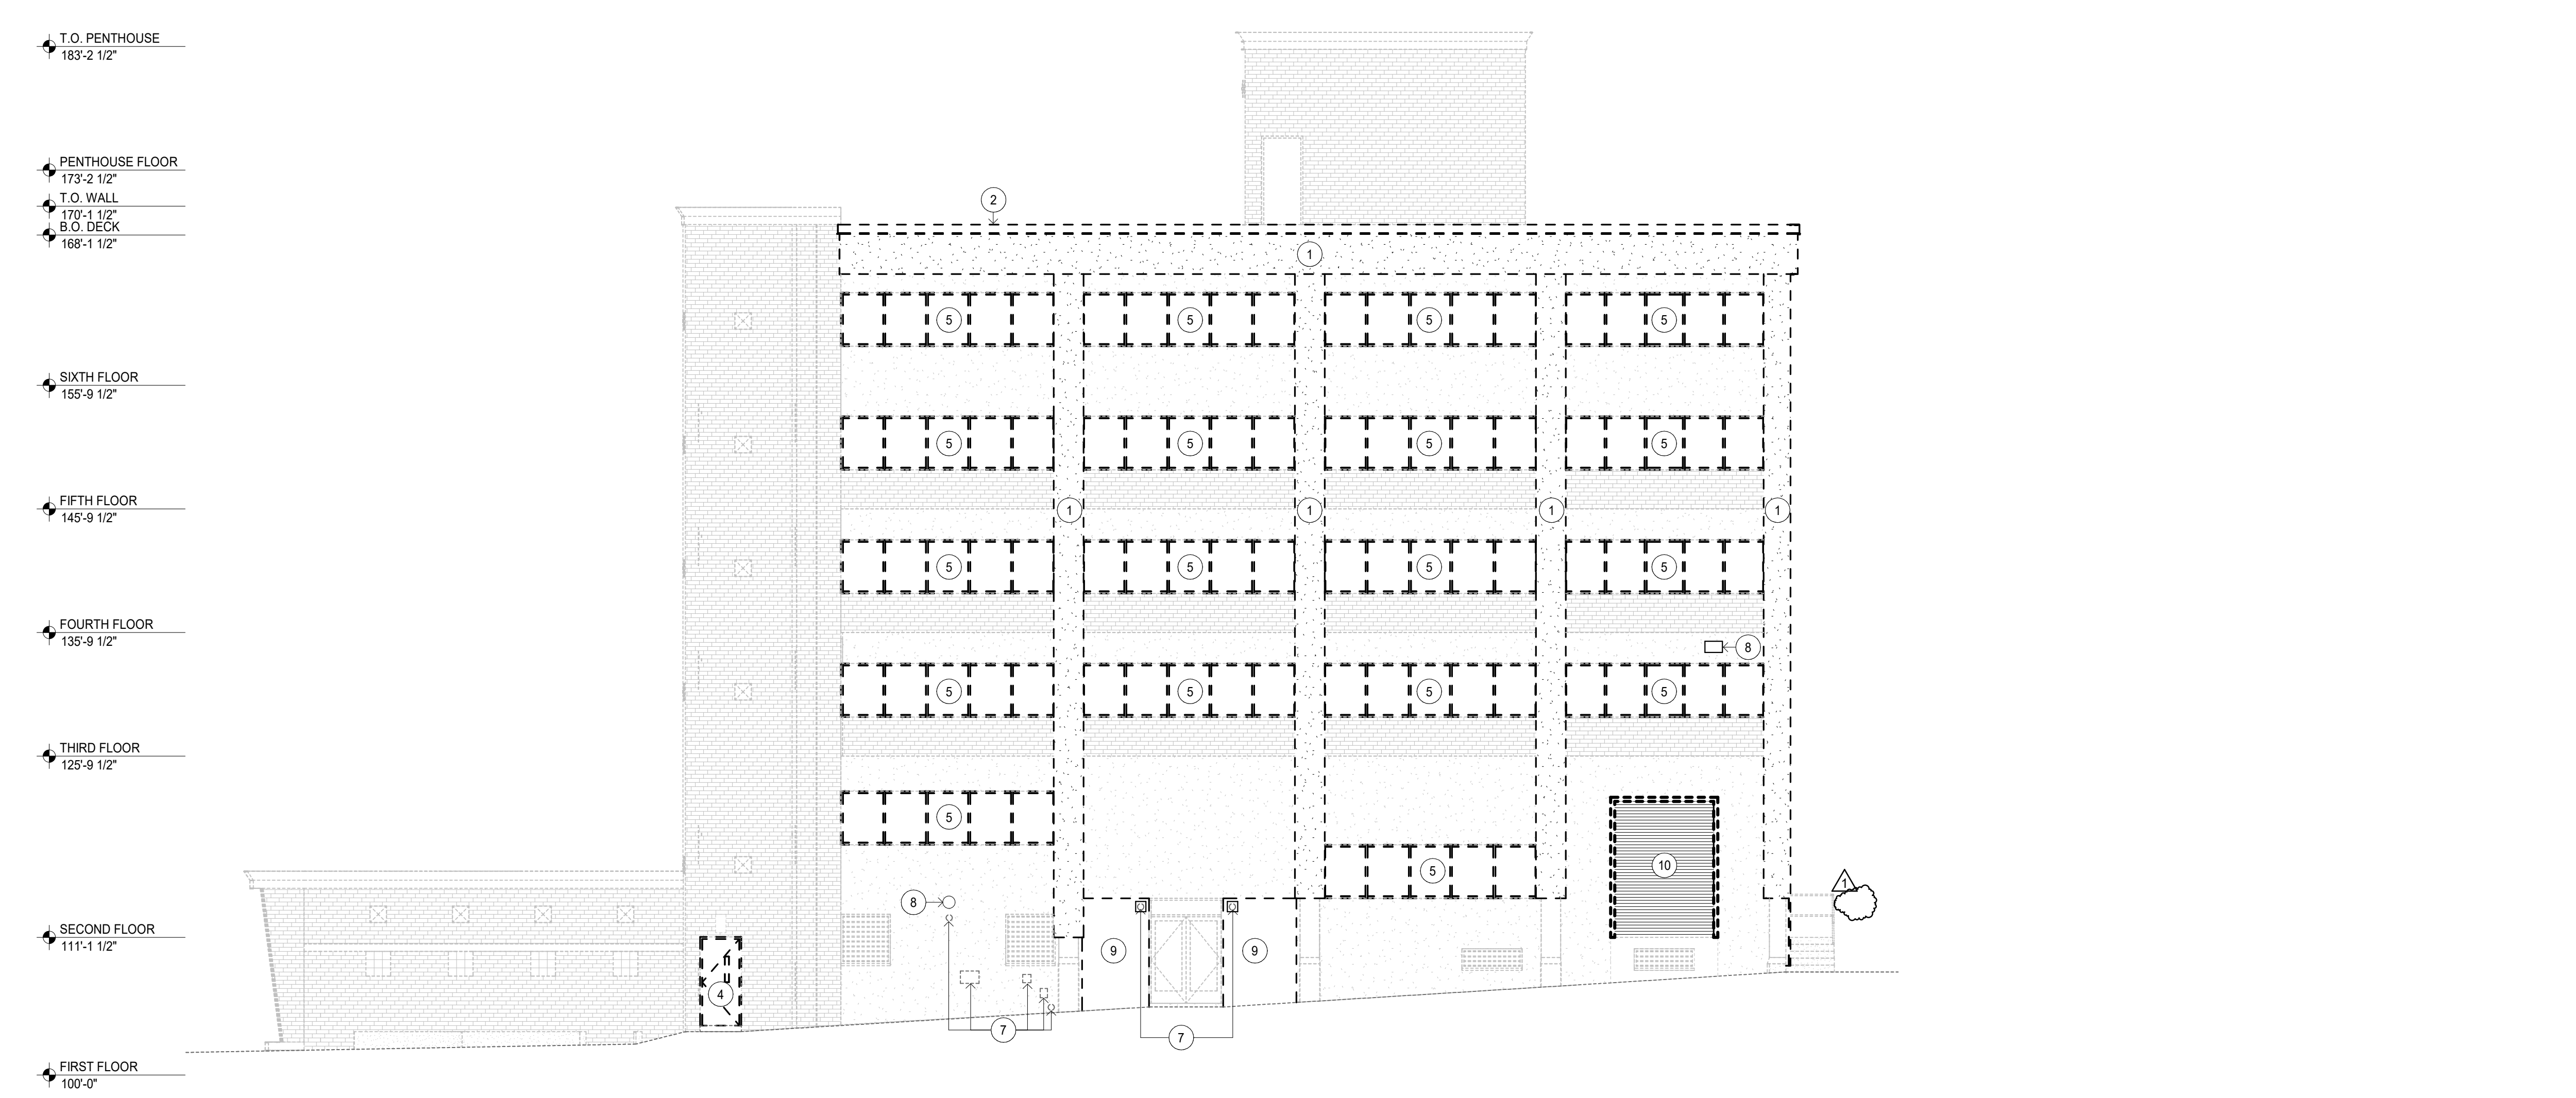 T.O. PENTHOUSE
183'-2 1/2"
PENTHOUSE FLOOR
173'-2 1/2"
T.O. WALL
170'-1 1/2"
B.O. DECK
168'-1 1/2"
2
1
5 5 5 5
SIXTH FLOOR
155'-9 1/2"
5 5 5 5
FIFTH FLOOR
145'-9 1/2"
1 1 1 1
5 5 5 5
FOURTH FLOOR
135'-9 1/2"
8
5 5 5 5
THIRD FLOOR
125'-9 1/2"
5
10
5
1
8
SECOND FLOOR
111'-1 1/2"
9 9
4
7
7
FIRST FLOOR
100'-0"